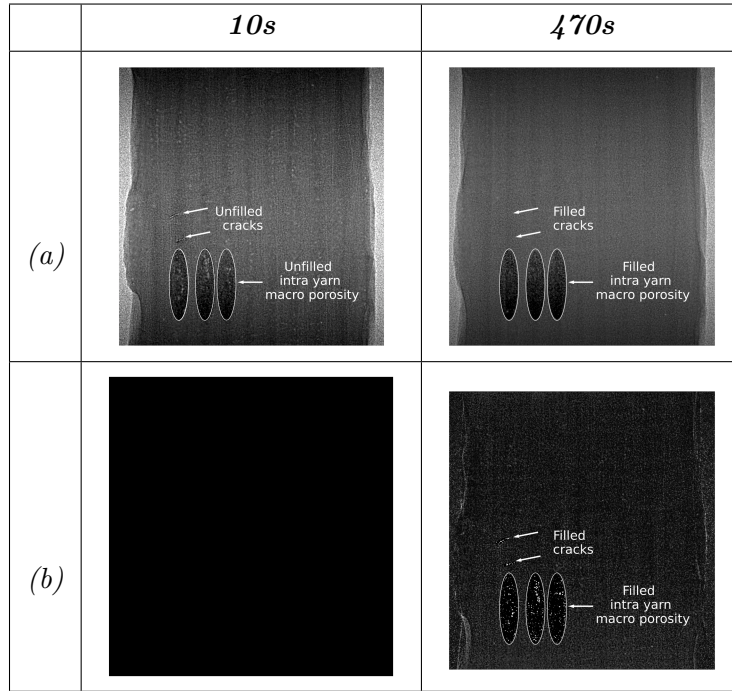 10s
470s
(a)
Unfilled
cracks
Unfilled
intra yarn
macro porosity
Filled
cracks
Filled
intra yarn
macro porosity
(b)
Filled
cracks
Filled
intra yarn
macro porosity